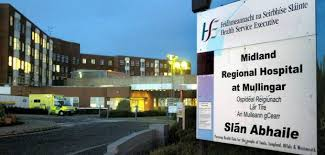 Feidhmeannacht na Seirbhíse Sláinte
Health Service Executive
Midland
Regional Hospital
at Mullingar
Ospidéal Réigiúnach
Lár Tíre
An Muileann gCearr
Slán Abhaile